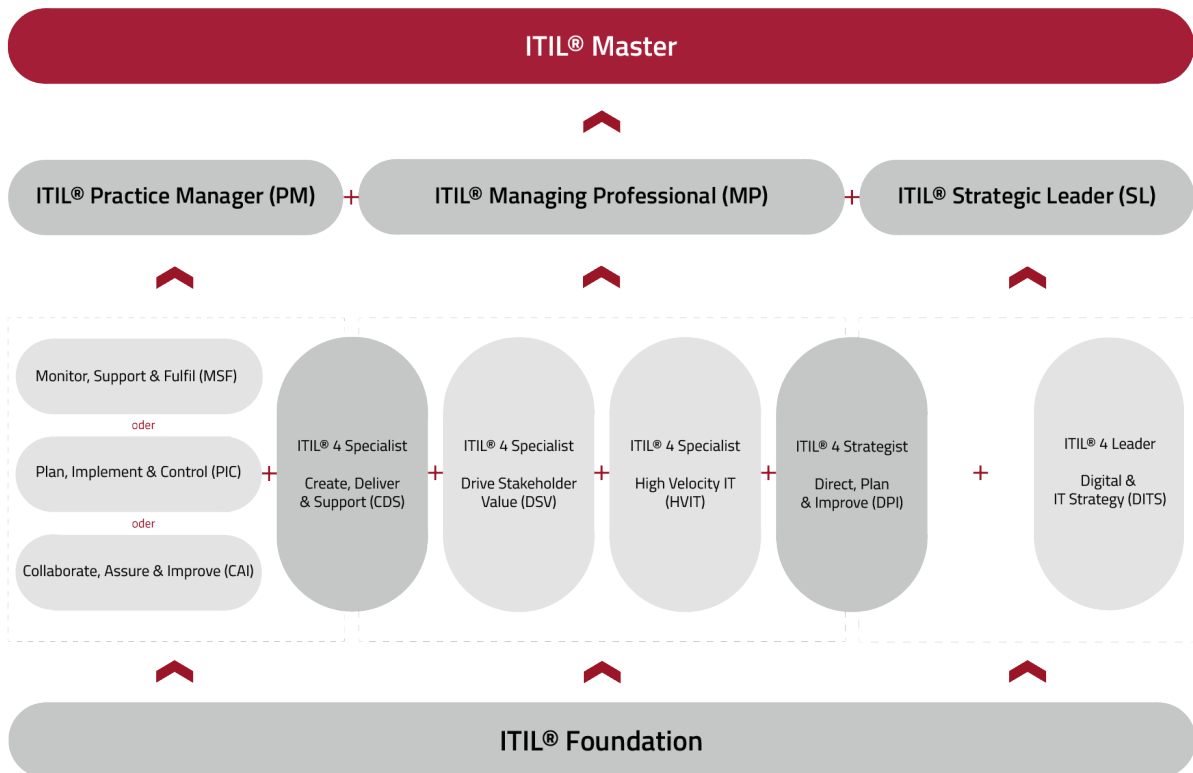 ITIL® Master
ITIL® Practice Manager (PM)
+
ITIL® Managing Professional (MP)
+
ITIL® Strategic Leader (SL)
Monitor, Support & Fulfil (MSF)
oder
Plan, Implement & Control (PIC)
oder
Collaborate, Assure & Improve (CAI)
+
ITIL® 4 Specialist
Create, Deliver
& Support (CDS)
+
ITIL® 4 Specialist
Drive Stakeholder
Value (DSV)
+
ITIL® 4 Specialist
High Velocity IT
(HVIT)
+
ITIL® 4 Strategist
Direct, Plan
& Improve (DPI)
+
ITIL® 4 Leader
Digital &
IT Strategy (DITS)
ITIL® Foundation